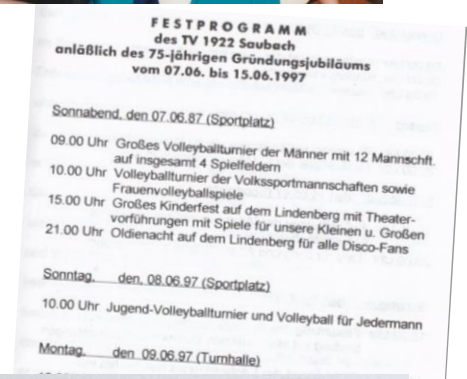 FESTPROGRAMM
des TV 1922 Saubach
anläßlich des 75-jährigen Gründungsjubiläums
vom 07.06. bis 15.06.1997
Sonnabend, den 07.06.87 (Sportplatz)
09.00 Uhr Großes Volleyballturnier der Männer mit 12 Mannschft.
auf insgesamt 4 Spielfeldern
10.00 Uhr Volleyballturnier der Volkssportmannschaften sowie
Frauenvolleyballspiele
15.00 Uhr Großes Kinderfest auf dem Lindenberg mit Theater-
vorführungen mit Spiele für unsere Kleinen u. Großen
21.00 Uhr Oldienacht auf dem Lindenberg für alle Disco-Fans
Sonntag, den, 08.06.97 (Sportplatz)
10.00 Uhr Jugend-Volleyballturnier und Volleyball für Jedermann
Montag, den 09.06.97 (Turnhalle)